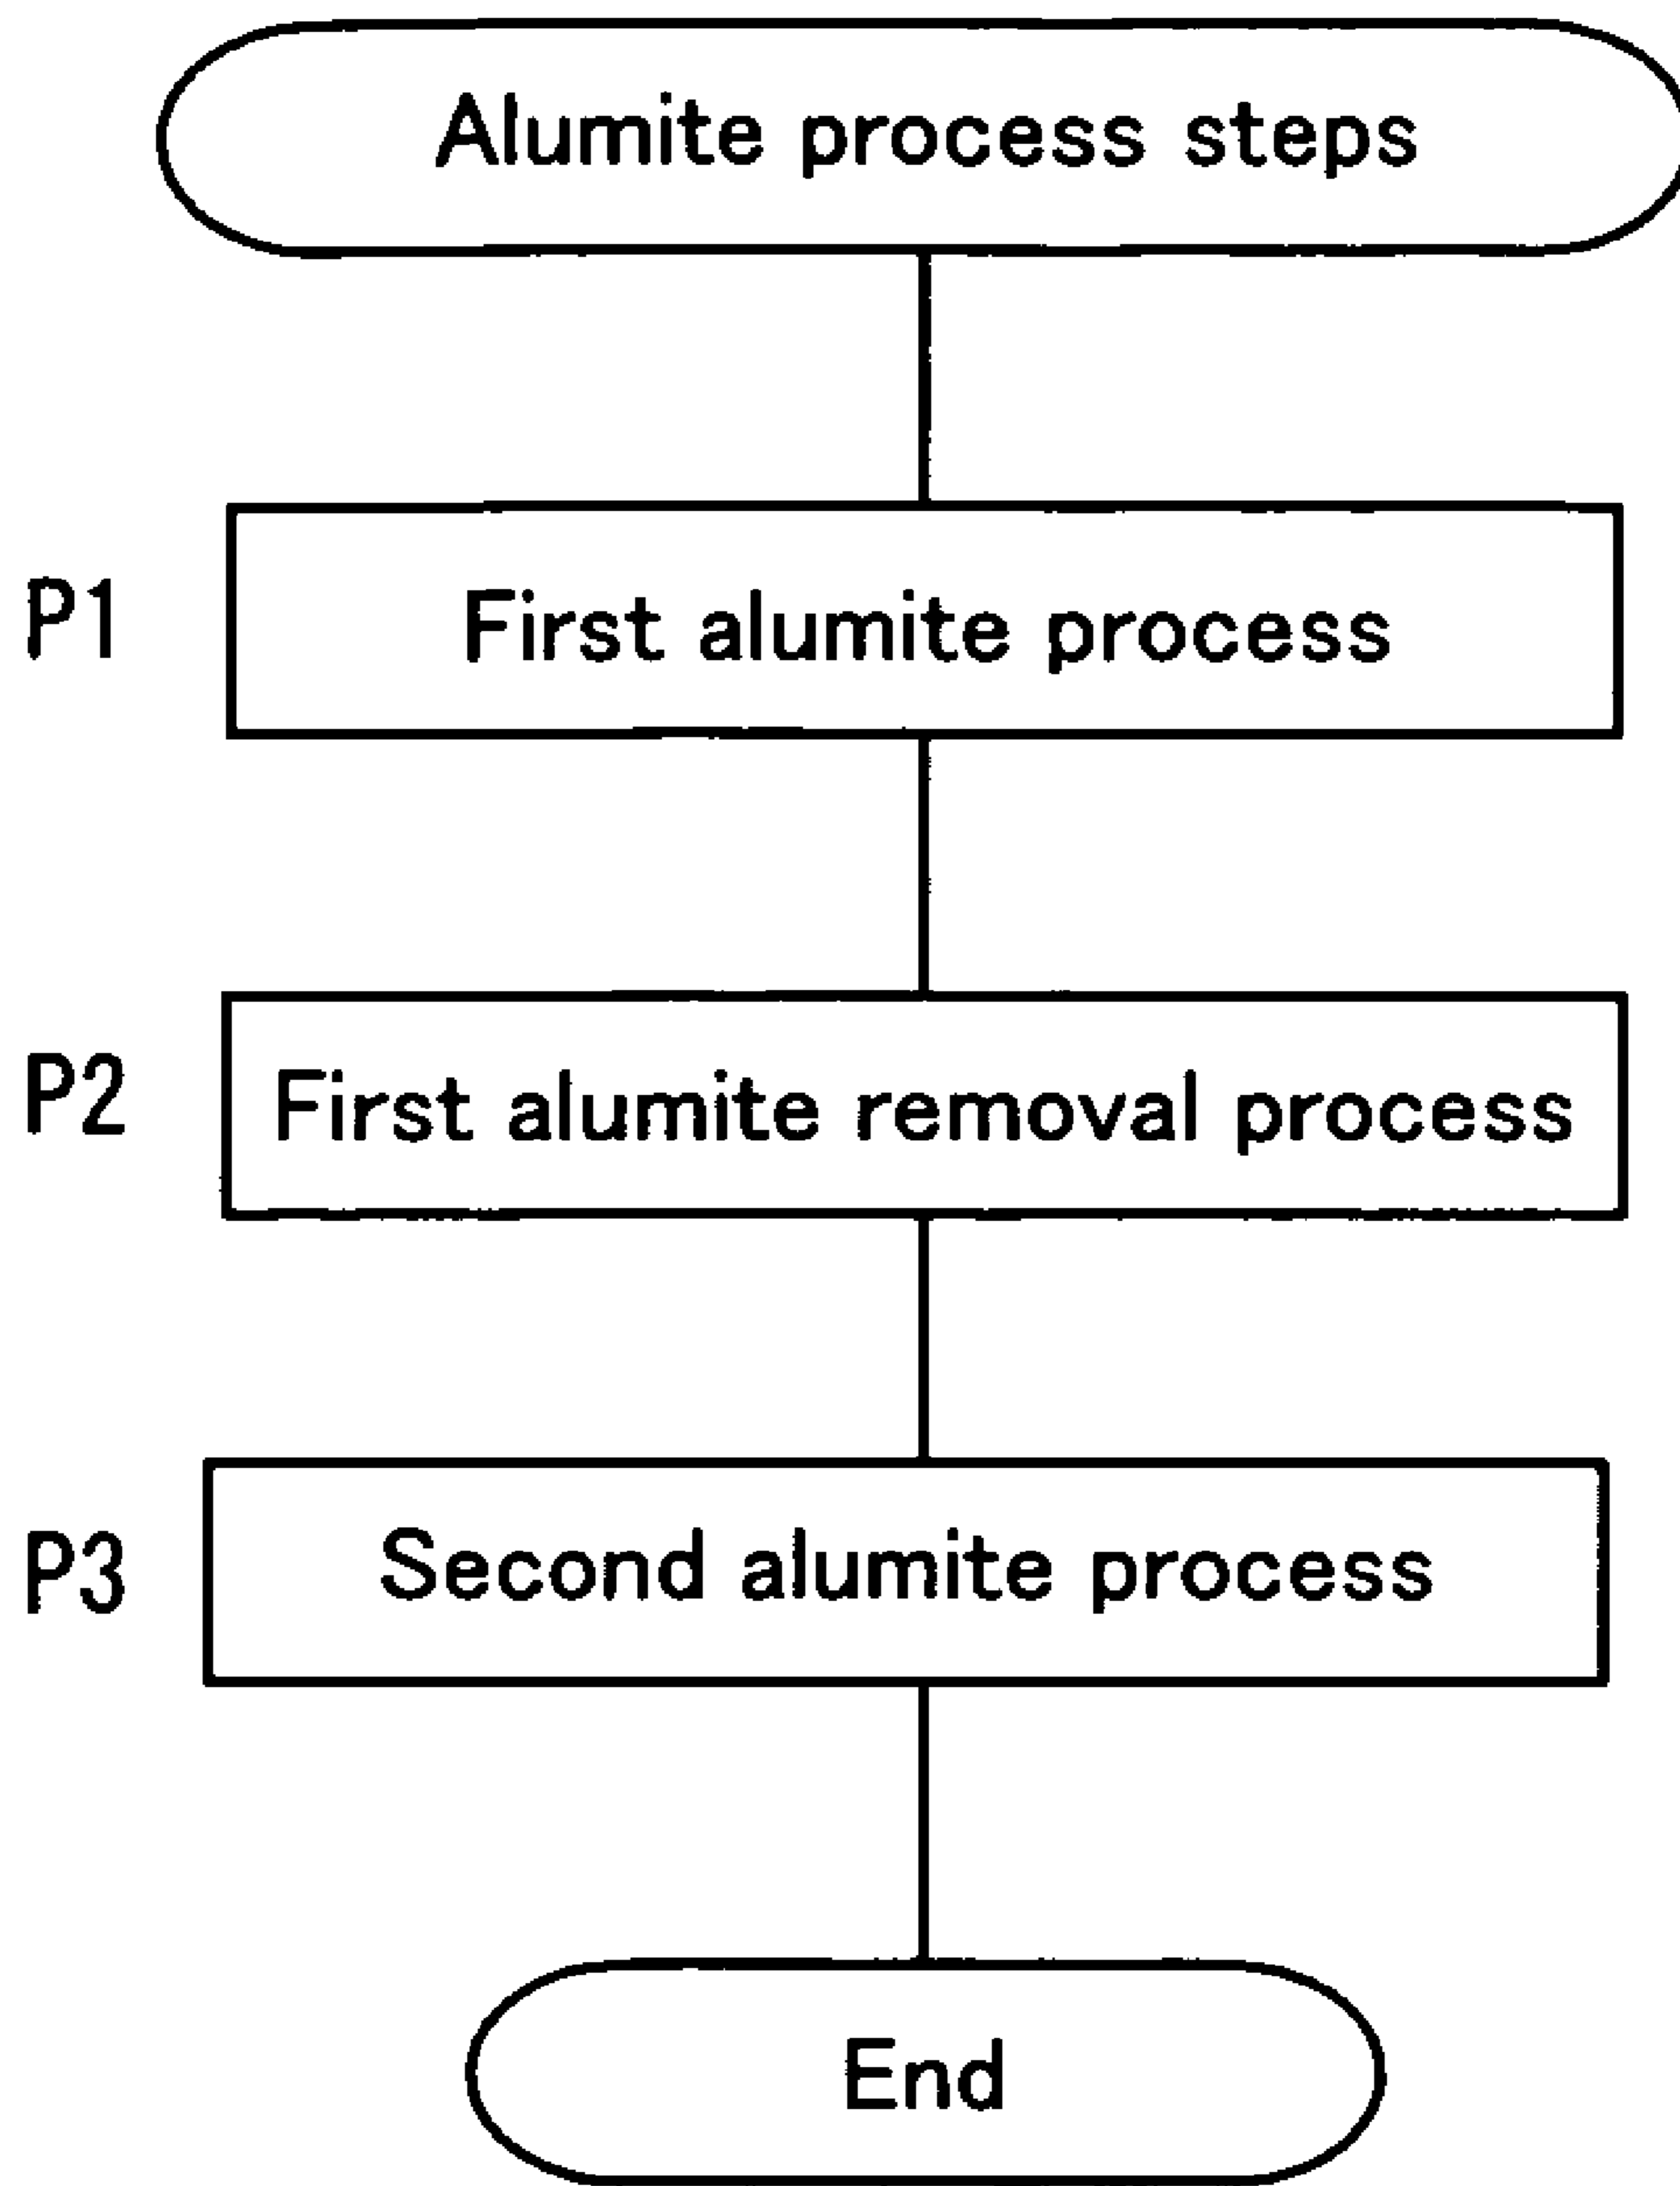 Alumite process steps
P1
First alumite process
P2
First alumite removal process
P3
Second alumite process
End